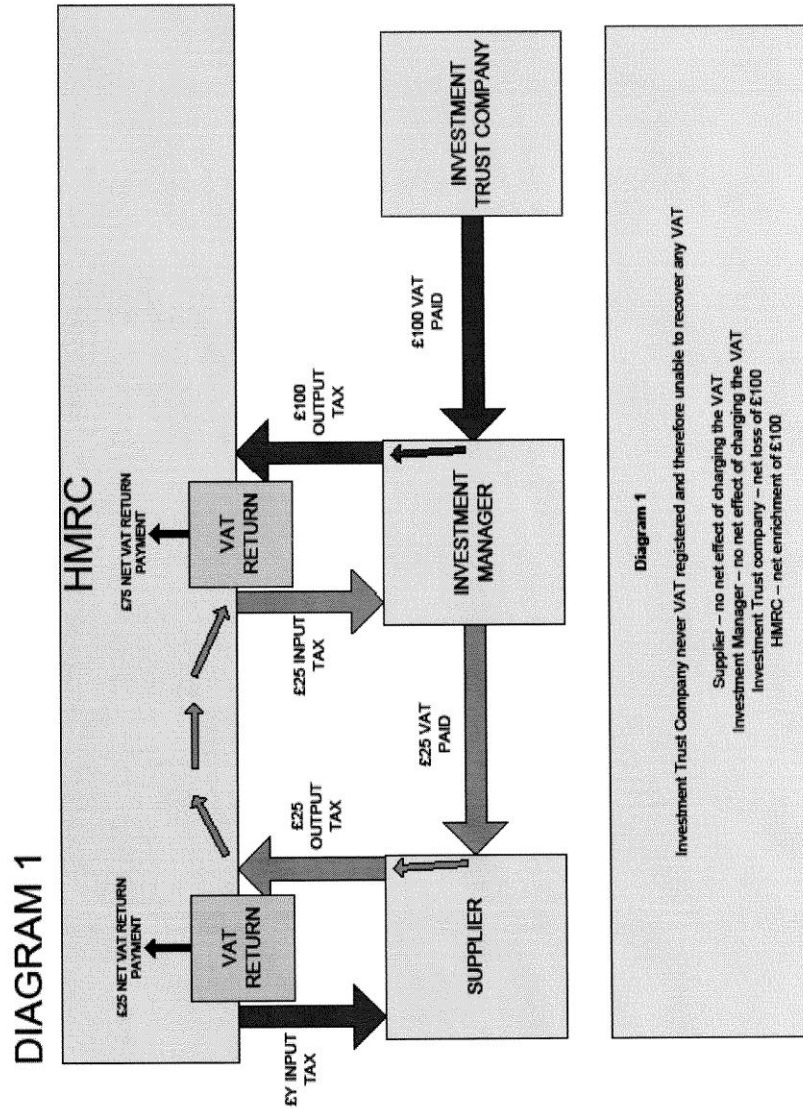 DIAGRAM 1
HMRC
£25 NET VAT RETURN
PAYMENT
£75 NET VAT RETURN
PAYMENT
VAT
RETURN
VAT
RETURN
£Y INPUT
TAX
£25
OUTPUT
TAX
£25 INPUT
TAX
£100
OUTPUT
TAX
SUPPLIER
£25 VAT
PAID
INVESTMENT
MANAGER
£100 VAT
PAID
INVESTMENT
TRUST COMPANY
Diagram 1
Investment Trust Company never VAT registered and therefore unable to recover any VAT
Supplier – no net effect of charging the VAT
Investment Manager – no net effect of charging the VAT
Investment Trust company – net loss of £100
HMRC – net enrichment of £100